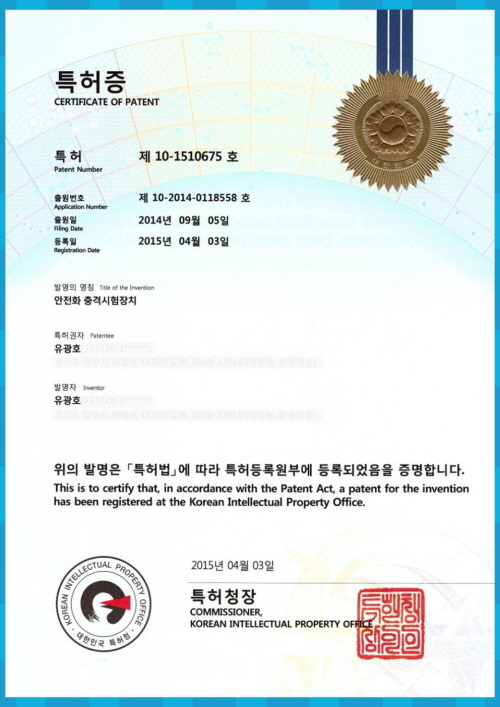 특허증
CERTIFICATE OF PATENT
대한민국
특허 제 10-1510675 호
Patent Number
출원번호 제 10-2014-0118558 호
Application Number
출원일 2014년 09월 05일
Filing Date
등록일 2015년 04월 03일
Registration Date
발명의 명칭 Title of the Invention
안전화 충격시험장치
특허권자 Patentee
유광호
발명자 Inventor
유광호
위의 발명은 「특허법」에 따라 특허등록원부에 등록되었음을 증명합니다.
This is to certify that, in accordance with the Patent Act, a patent for the invention
has been registered at the Korean Intellectual Property Office.
2015년 04월 03일
특허청장
COMMISSIONER,
KOREAN INTELLECTUAL PROPERTY OFFICE
KOREAN INTELLECTUAL PROPERTY OFFICE
대한민국 특허청